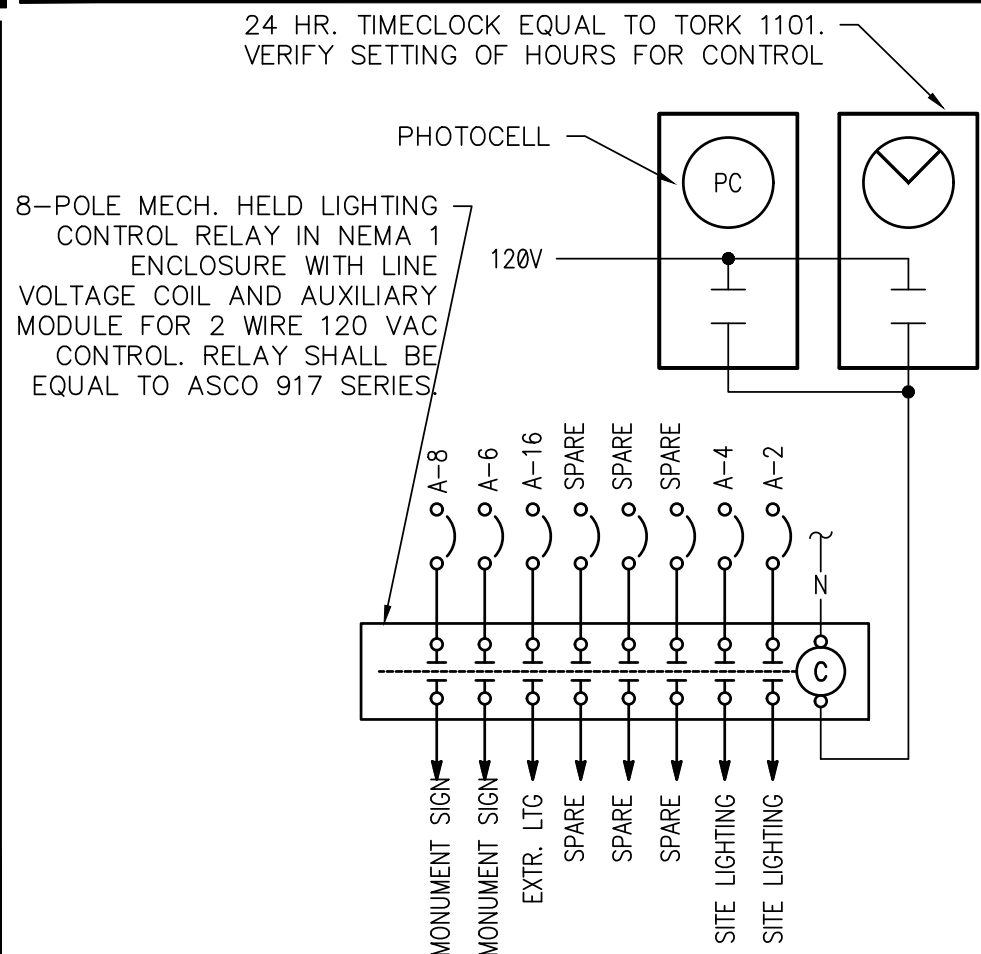 24 HR. TIMECLOCK EQUAL TO TORK 1101.
VERIFY SETTING OF HOURS FOR CONTROL
PHOTOCELL
PC
8-POLE MECH. HELD LIGHTING
CONTROL RELAY IN NEMA 1
ENCLOSURE WITH LINE
VOLTAGE COIL AND AUXILIARY
MODULE FOR 2 WIRE 120 VAC
CONTROL. RELAY SHALL BE
EQUAL TO ASCO 917 SERIES.
120V
A-8
A-6
A-16
SPARE
SPARE
SPARE
A-4
A-2
N
C
MONUMENT SIGN
MONUMENT SIGN
EXTR. LTG
SPARE
SPARE
SPARE
SITE LIGHTING
SITE LIGHTING